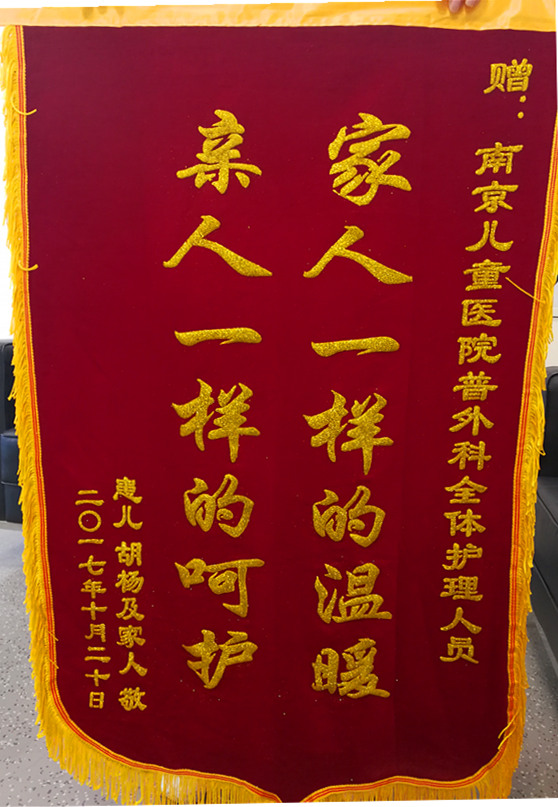 赠：南京儿童医院普外科全体护理人员
家人一样的温暖
亲人一样的呵护
患儿 胡杨及家人 敬
二〇一七年十月二十日